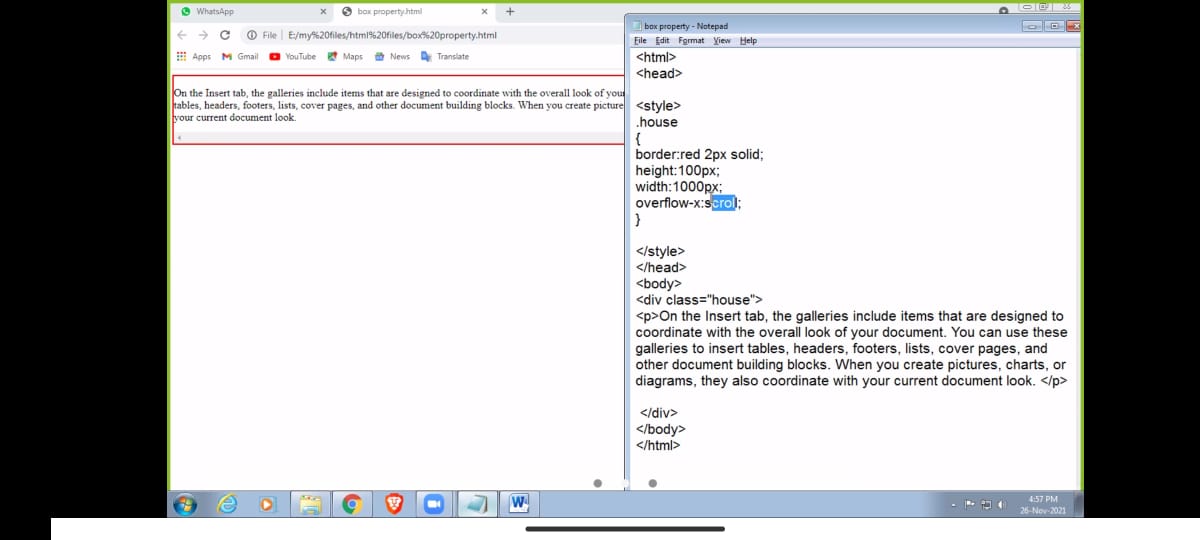 WhatsApp
box property.html
File
E:/my%20files/html%20files/box%20property.html
Apps
Gmail
YouTube
Maps
News
Translate
On the Insert tab, the galleries include items that are designed to coordinate with the overall look of your
tables, headers, footers, lists, cover pages, and other document building blocks. When you create picture
your current document look.
box property - Notepad
File Edit Format View Help
<html>
<head>
<style>
.house
{
border:red 2px solid;
height:100px;
width:1000px;
overflow-x:scroll;
}
</style>
</head>
<body>
<div class="house">
<p>On the Insert tab, the galleries include items that are designed to
coordinate with the overall look of your document. You can use these
galleries to insert tables, headers, footers, lists, cover pages, and
other document building blocks. When you create pictures, charts, or
diagrams, they also coordinate with your current document look. </p>
</div>
</body>
</html>
4:57 PM
26-Nov-2021